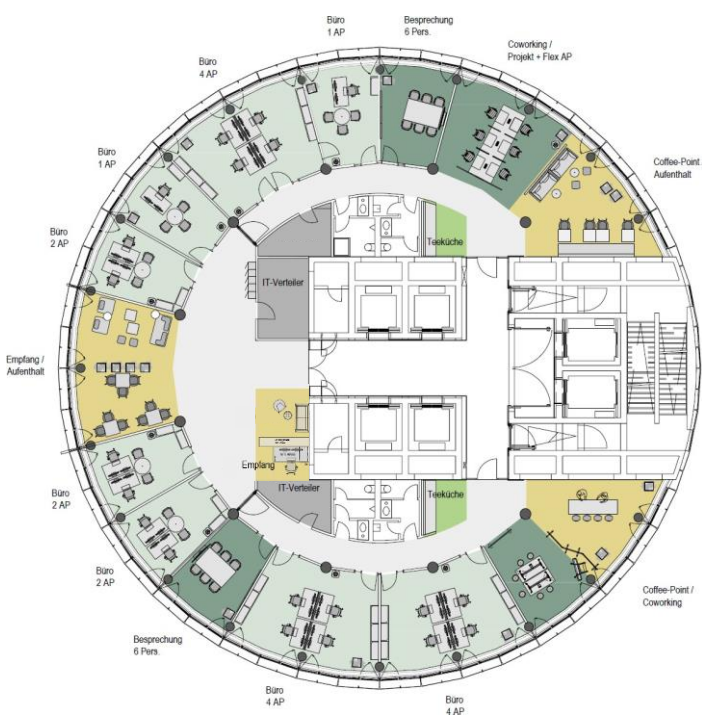 Büro
1 AP
Besprechung
6 Pers.
Coworking /
Projekt + Flex AP
Büro
4 AP
Büro
1 AP
Coffee-Point
Aufenthalt
Büro
2 AP
Teeküche
IT-Verteiler
Empfang /
Aufenthalt
Empfang
IT-Verteiler
Teeküche
Büro
2 AP
Büro
2 AP
Coffee-Point /
Coworking
Besprechung
6 Pers.
Büro
4 AP
Büro
4 AP